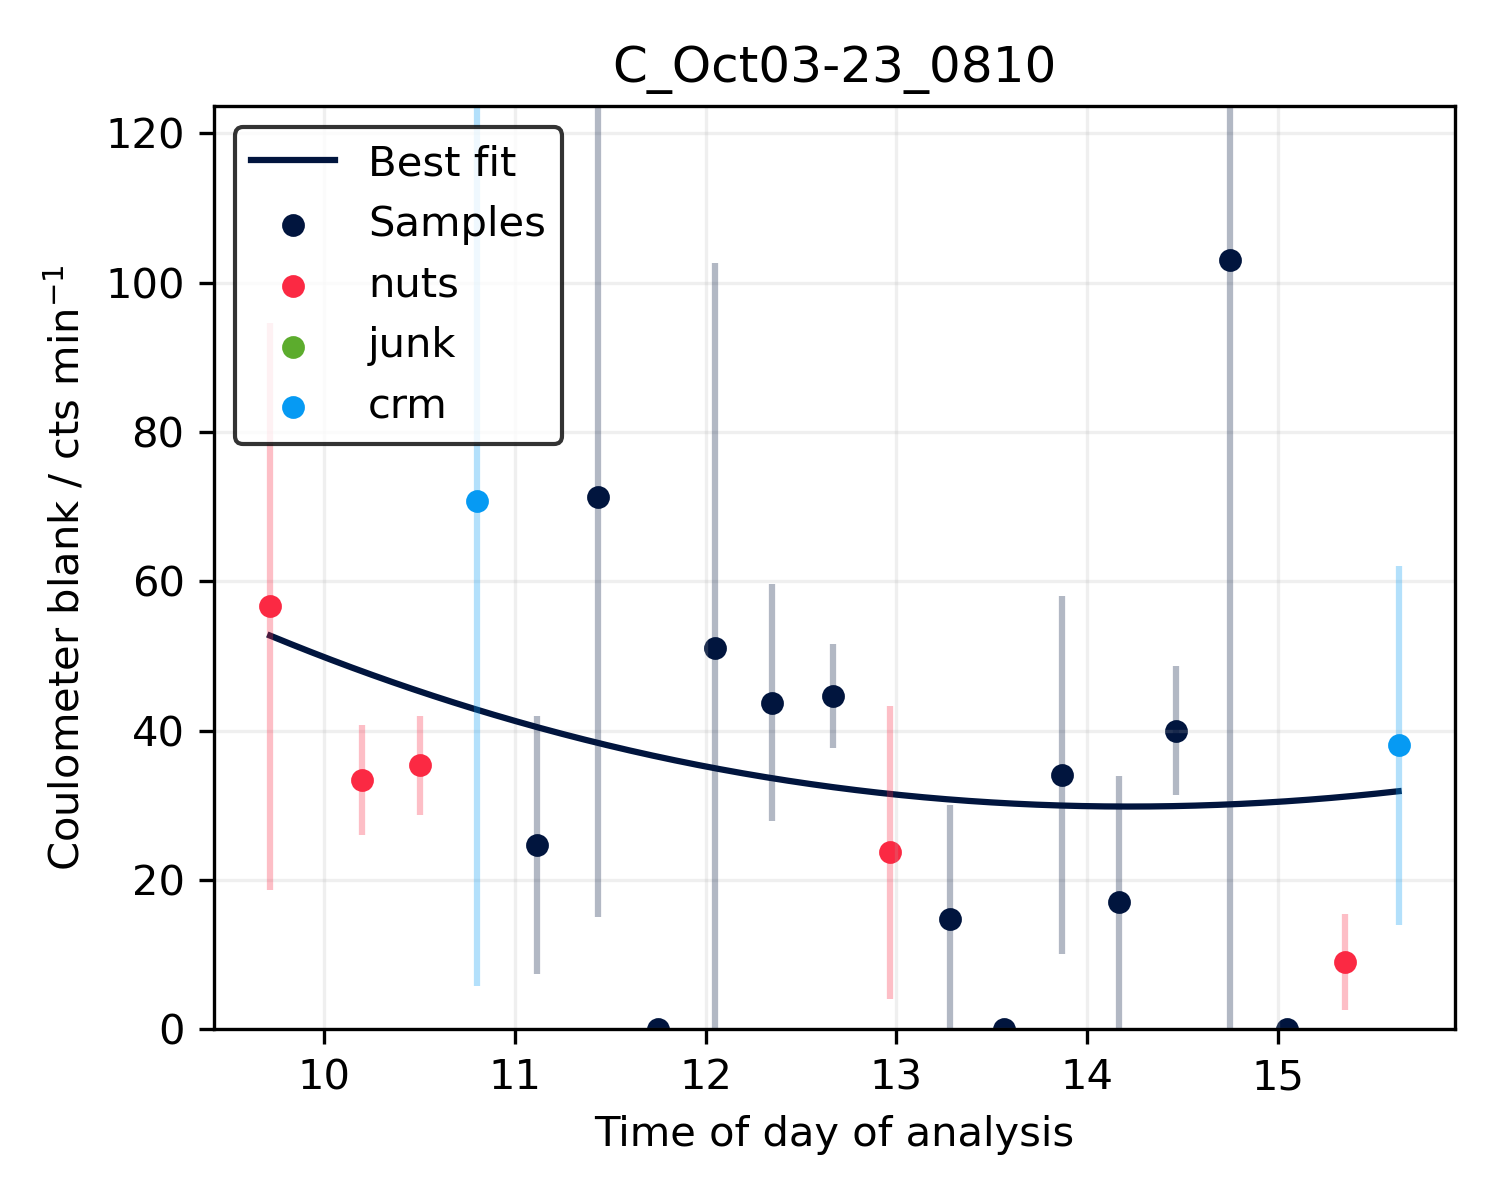 C_Oct03-23_0810
Coulometer blank / cts min⁻¹
120
100
80
60
40
20
0
Best fit
Samples
nuts
junk
crm
10 11 12 13 14 15
Time of day of analysis